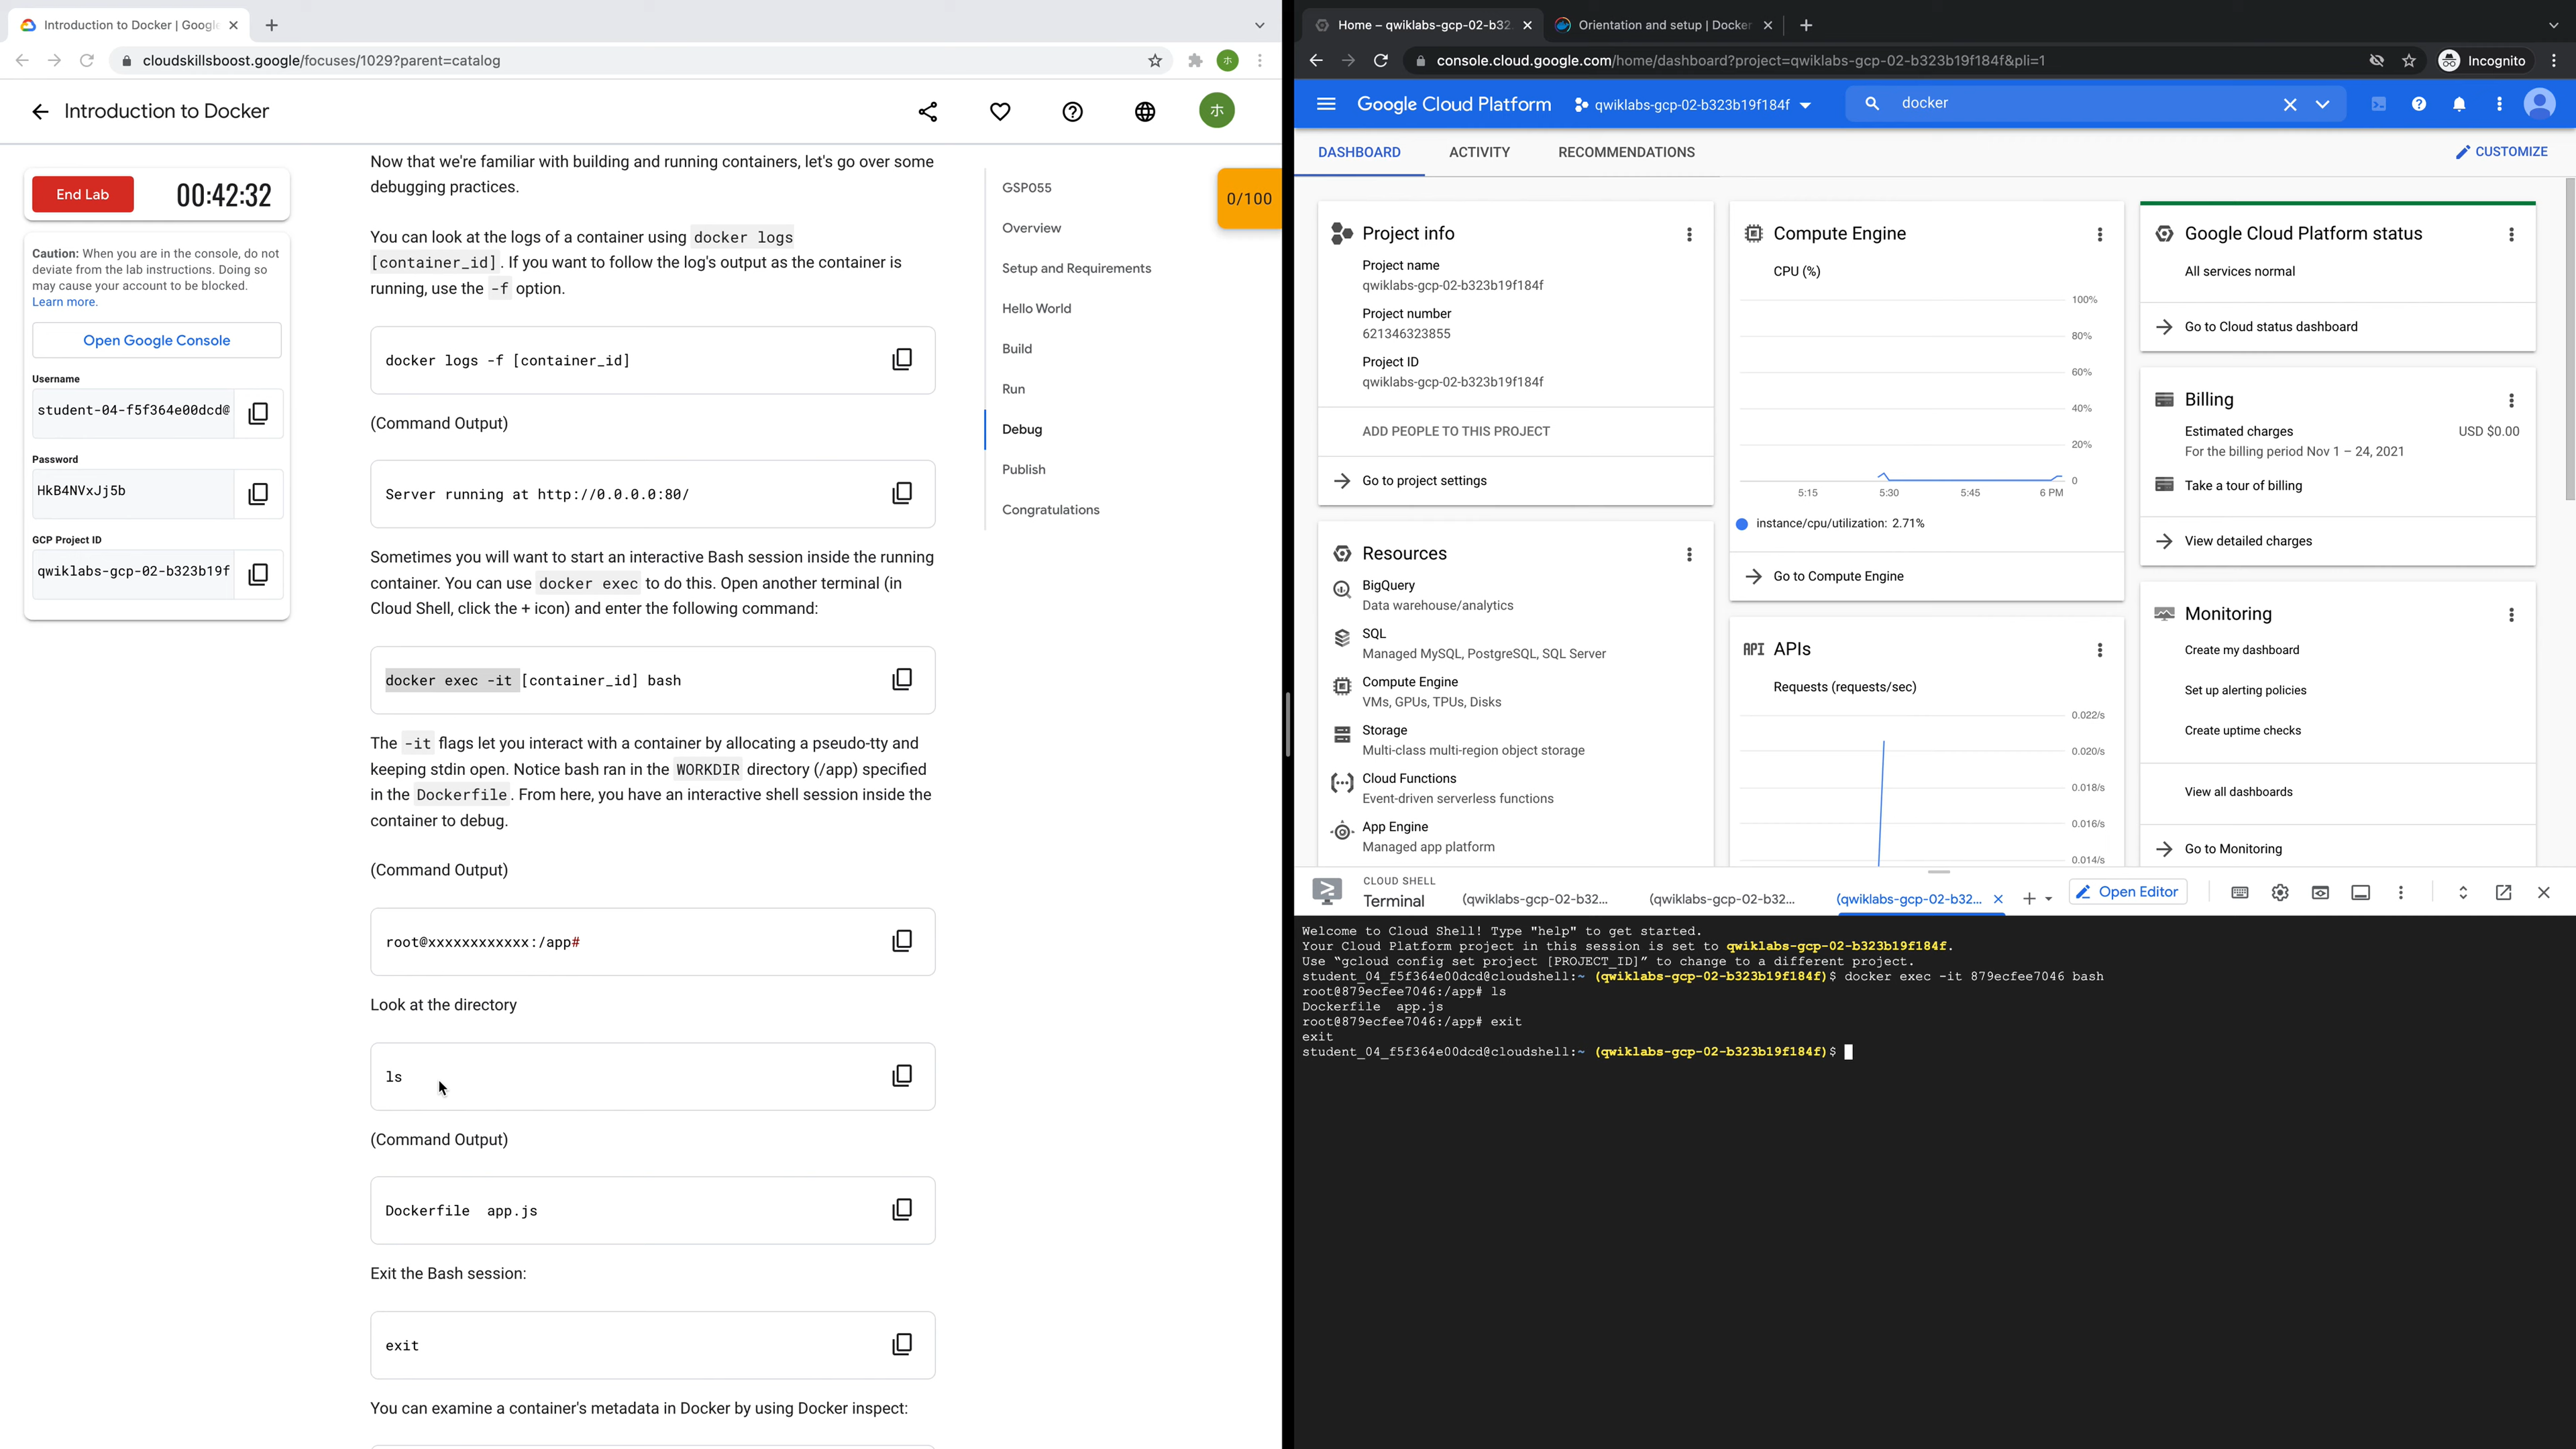 Introduction to Docker | Google
cloudskillsboost.google/focuses/1029?parent=catalog
ホ
Introduction to Docker
ホ
End Lab
00:42:32
Caution: When you are in the console, do not
deviate from the lab instructions. Doing so
may cause your account to be blocked.
Learn more.
Open Google Console
Username
student-04-f5f364e00dcd@
Password
HkB4NVxJj5b
GCP Project ID
qwiklabs-gcp-02-b323b19f
Now that we're familiar with building and running containers, let's go over some
debugging practices.
You can look at the logs of a container using docker logs
[container_id]. If you want to follow the log's output as the container is
running, use the -f option.
docker logs -f [container_id]
(Command Output)
Server running at http://0.0.0.0:80/
Sometimes you will want to start an interactive Bash session inside the running
container. You can use docker exec to do this. Open another terminal (in
Cloud Shell, click the + icon) and enter the following command:
docker exec -it [container_id] bash
The -it flags let you interact with a container by allocating a pseudo-tty and
keeping stdin open. Notice bash ran in the WORKDIR directory (/app) specified
in the Dockerfile. From here, you have an interactive shell session inside the
container to debug.
(Command Output)
root@xxxxxxxxxxxx:/app#
Look at the directory
ls
(Command Output)
Dockerfile  app.js
Exit the Bash session:
exit
You can examine a container's metadata in Docker by using Docker inspect:
GSP055
Overview
Setup and Requirements
Hello World
Build
Run
Debug
Publish
Congratulations
0/100
Home – qwiklabs-gcp-02-b32
Orientation and setup | Docker
console.cloud.google.com/home/dashboard?project=qwiklabs-gcp-02-b323b19f184f&pli=1
Incognito
Google Cloud Platform
qwiklabs-gcp-02-b323b19f184f
docker
DASHBOARD
ACTIVITY
RECOMMENDATIONS
CUSTOMIZE
Project info
Project name
qwiklabs-gcp-02-b323b19f184f
Project number
621346323855
Project ID
qwiklabs-gcp-02-b323b19f184f
ADD PEOPLE TO THIS PROJECT
Go to project settings
Resources
BigQuery
Data warehouse/analytics
SQL
Managed MySQL, PostgreSQL, SQL Server
Compute Engine
VMs, GPUs, TPUs, Disks
Storage
Multi-class multi-region object storage
Cloud Functions
Event-driven serverless functions
App Engine
Managed app platform
Compute Engine
CPU (%)
100%
80%
60%
40%
20%
0
5:15 5:30 5:45 6 PM
instance/cpu/utilization: 2.71%
Go to Compute Engine
API APIs
Requests (requests/sec)
0.022/s
0.020/s
0.018/s
0.016/s
0.014/s
Google Cloud Platform status
All services normal
Go to Cloud status dashboard
Billing
Estimated charges USD $0.00
For the billing period Nov 1 – 24, 2021
Take a tour of billing
View detailed charges
Monitoring
Create my dashboard
Set up alerting policies
Create uptime checks
View all dashboards
Go to Monitoring
CLOUD SHELL
Terminal
(qwiklabs-gcp-02-b32...
(qwiklabs-gcp-02-b32...
(qwiklabs-gcp-02-b32...
Open Editor
Welcome to Cloud Shell! Type "help" to get started.
Your Cloud Platform project in this session is set to qwiklabs-gcp-02-b323b19f184f.
Use “gcloud config set project [PROJECT_ID]” to change to a different project.
student_04_f5f364e00dcd@cloudshell:~ (qwiklabs-gcp-02-b323b19f184f)$ docker exec -it 879ecfee7046 bash
root@879ecfee7046:/app# ls
Dockerfile  app.js
root@879ecfee7046:/app# exit
exit
student_04_f5f364e00dcd@cloudshell:~ (qwiklabs-gcp-02-b323b19f184f)$